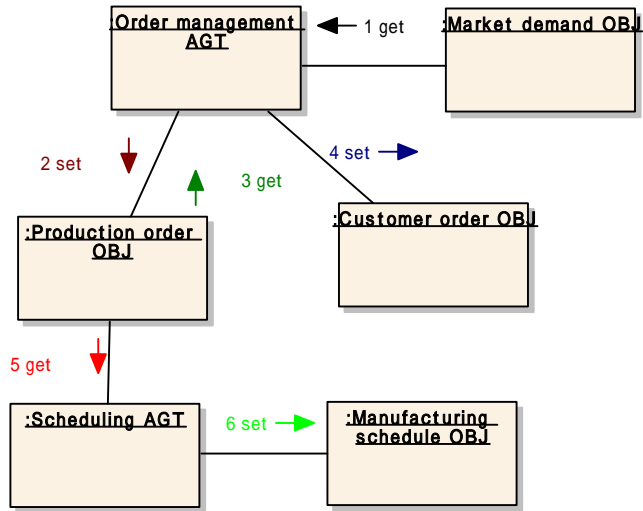 :Order management
AGT
1 get
:Market demand OBJ
2 set
3 get
4 set
:Production order
OBJ
:Customer order OBJ
5 get
:Scheduling AGT
6 set
:Manufacturing
schedule OBJ